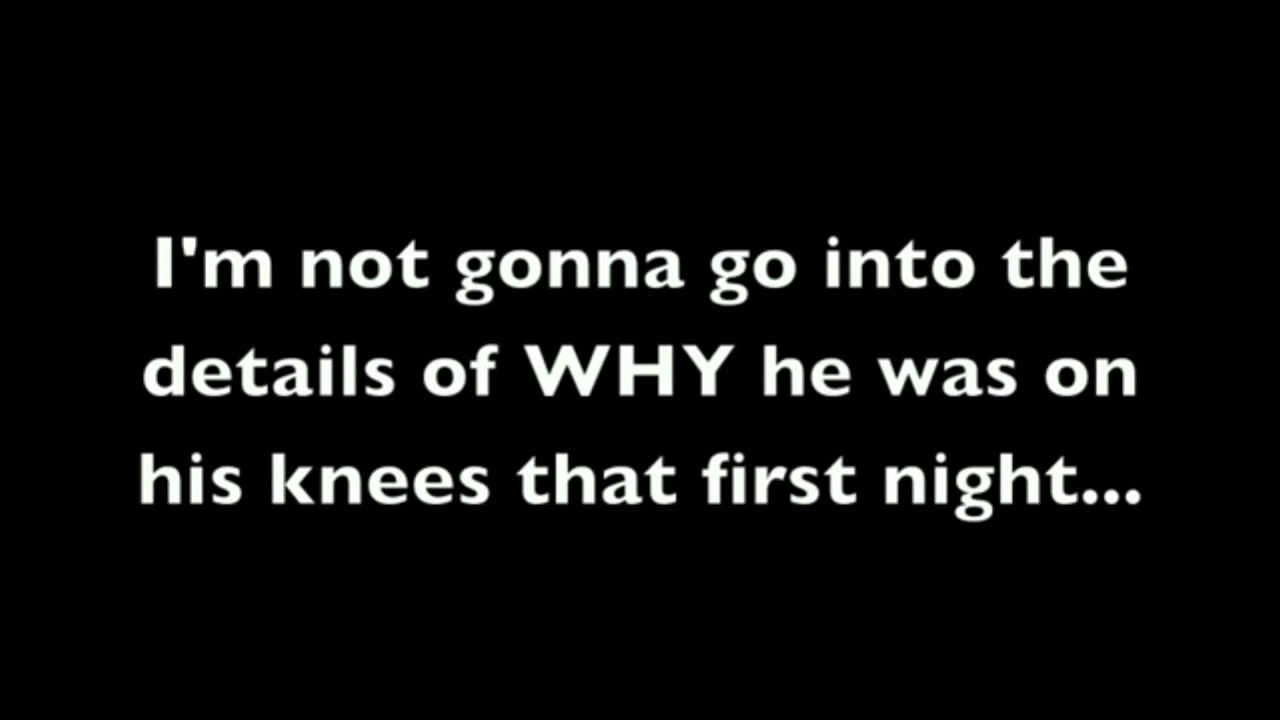 I'm not gonna go into the
details of WHY he was on
his knees that first night...